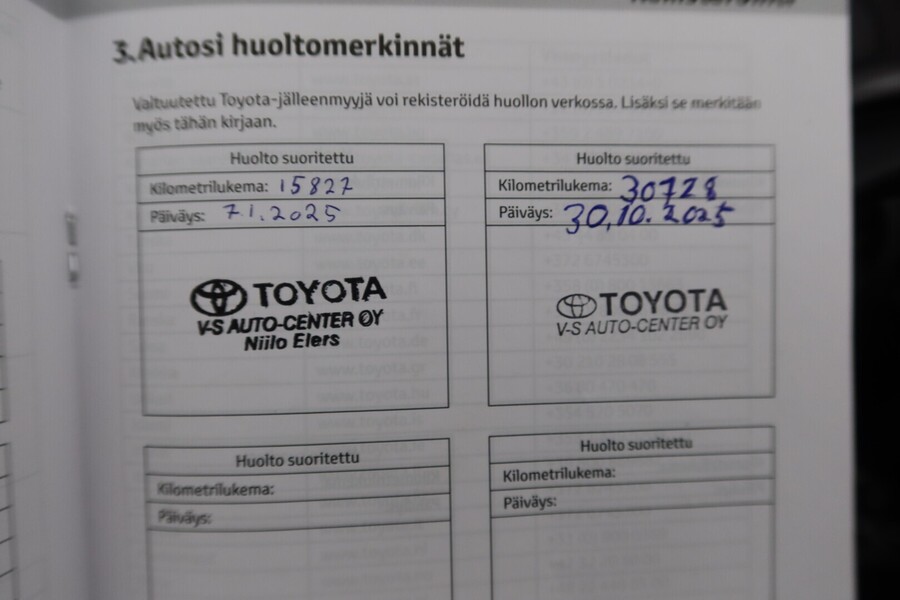 3. Autosi huoltomerkinnät
Valtuutettu Toyota-jälleenmyyjä voi rekisteröidä huollon verkossa. Lisäksi se merkitään
myös tähän kirjaan.
Huolto suoritettu
Kilometrilukema: 15827
Päiväys: 7 1.2025
TOYOTA
V-S AUTO-CENTER OY
Niilo Elers
Huolto suoritettu
Kilometrilukema: 30728
Päiväys: 30.10.2025
TOYOTA
V-S AUTO-CENTER OY
Huolto suoritettu
Kilometrilukema:
Päiväys:
Huolto suoritettu
Kilometrilukema:
Päiväys: